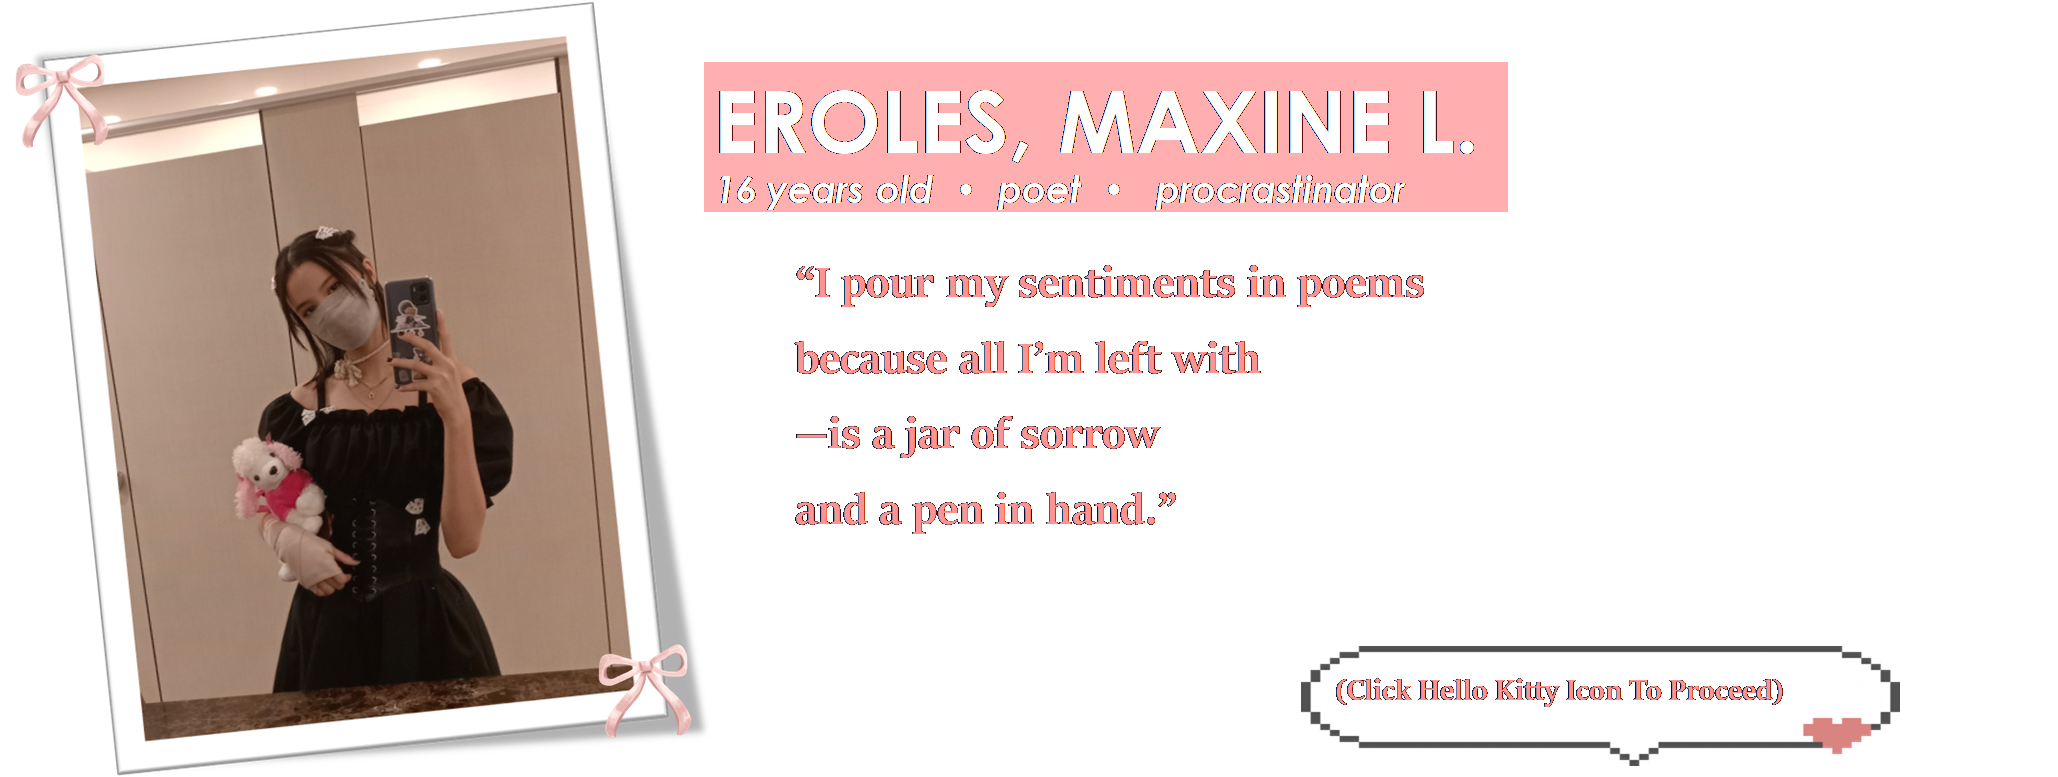 EROLES, MAXINE L.
16 years old • poet • procrastinator
“I pour my sentiments in poems
because all I’m left with
—is a jar of sorrow
and a pen in hand.”
(Click Hello Kitty Icon To Proceed)